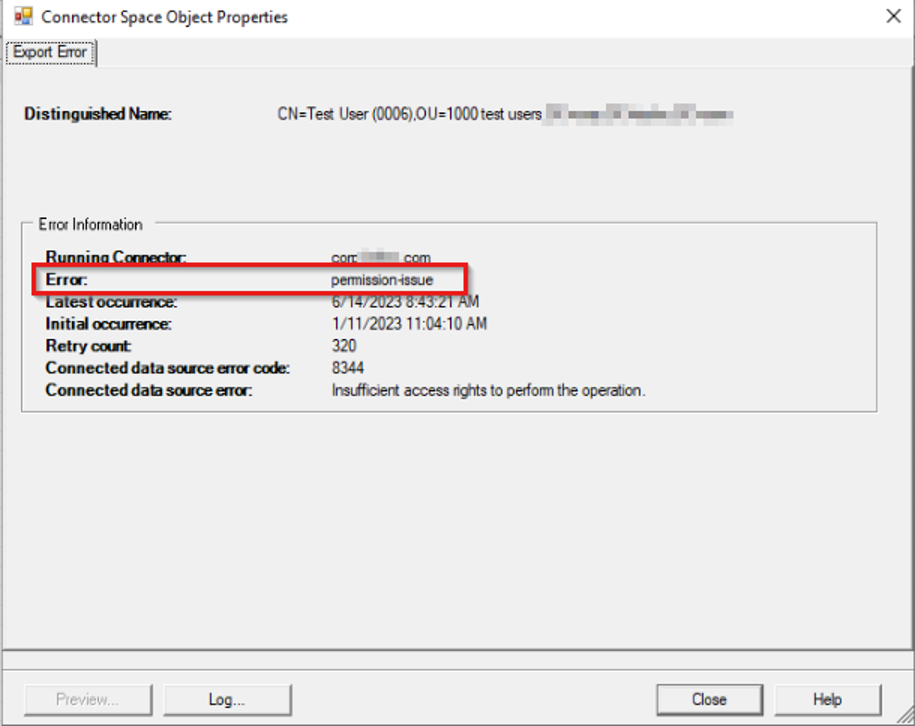 Connector Space Object Properties
Export Error
Distinguished Name: CN=Test User (0006),OU=1000 test users
Error Information
Running Connector: .com
Error: permission-issue
Latest occurrence: 6/14/2023 8:43:21 AM
Initial occurrence: 1/11/2023 11:04:10 AM
Retry count: 320
Connected data source error code: 8344
Connected data source error: Insufficient access rights to perform the operation.
Preview... Log... Close Help